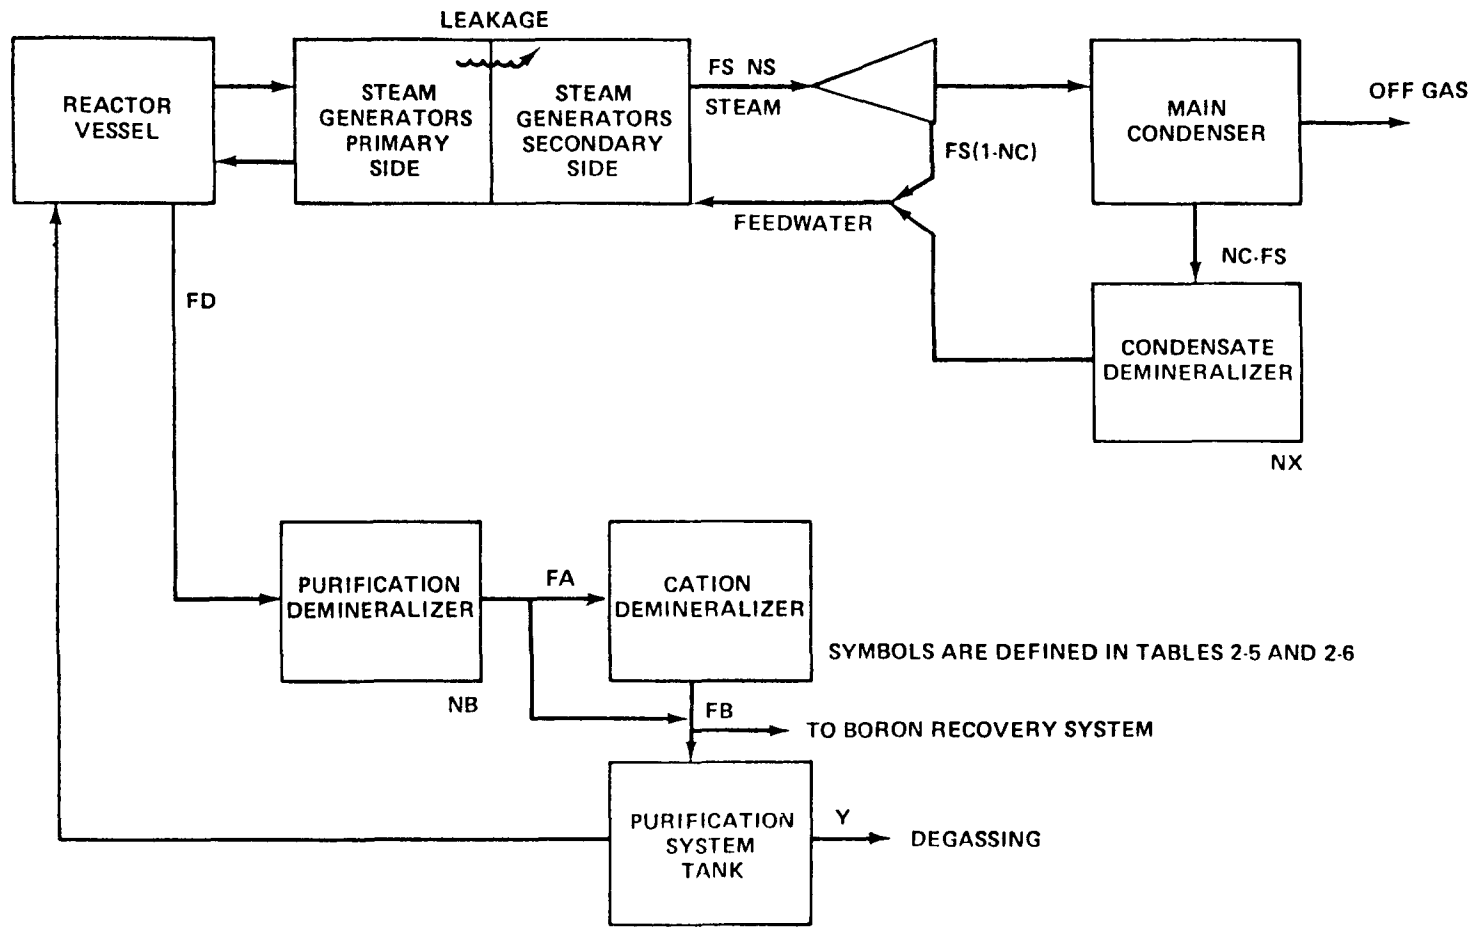 LEAKAGE
REACTOR
VESSEL
STEAM
GENERATORS
PRIMARY
SIDE
STEAM
GENERATORS
SECONDARY
SIDE
FS NS
STEAM
MAIN
CONDENSER
OFF GAS
FS(1-NC)
FEEDWATER
NC·FS
FD
CONDENSATE
DEMINERALIZER
NX
PURIFICATION
DEMINERALIZER
NB
FA
CATION
DEMINERALIZER
SYMBOLS ARE DEFINED IN TABLES 2-5 AND 2-6
FB
TO BORON RECOVERY SYSTEM
PURIFICATION
SYSTEM
TANK
Y
DEGASSING